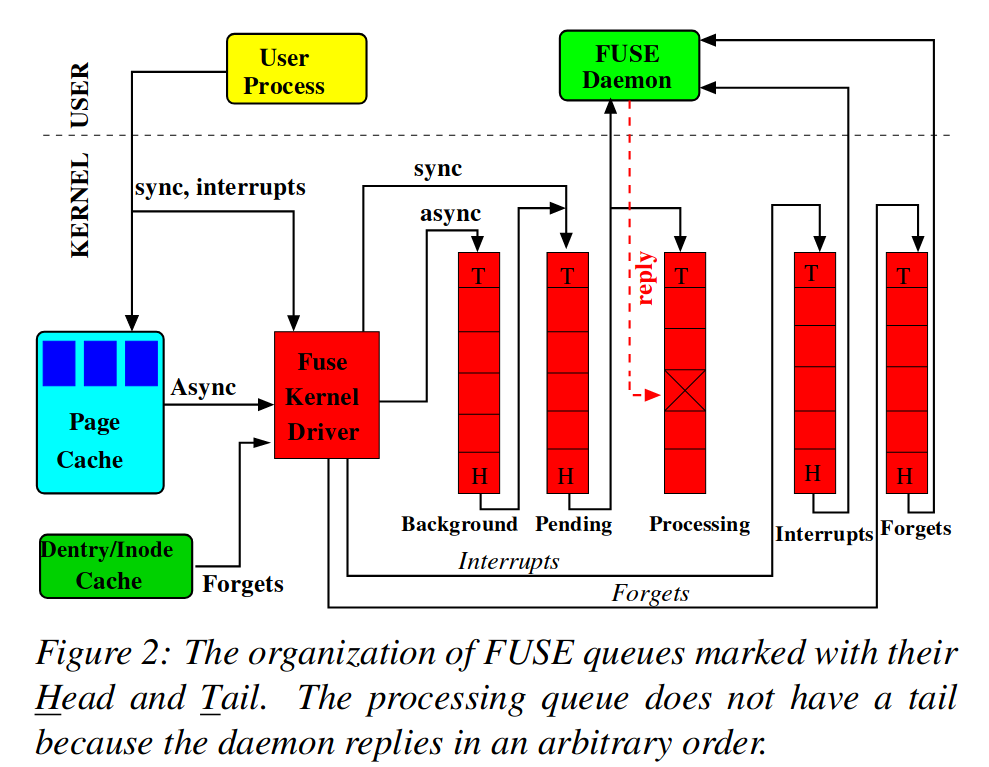 User
Process
FUSE
Daemon
USER
KERNEL
sync, interrupts
sync
async
reply
T
T
T
T
T
Async
Fuse
Kernel
Driver
Page
Cache
H
H
H
H
Background
Pending
Processing
Interrupts
Forgets
Dentry/Inode
Cache
Forgets
Interrupts
Forgets
Figure 2: The organization of FUSE queues marked with their
Head and Tail. The processing queue does not have a tail
because the daemon replies in an arbitrary order.